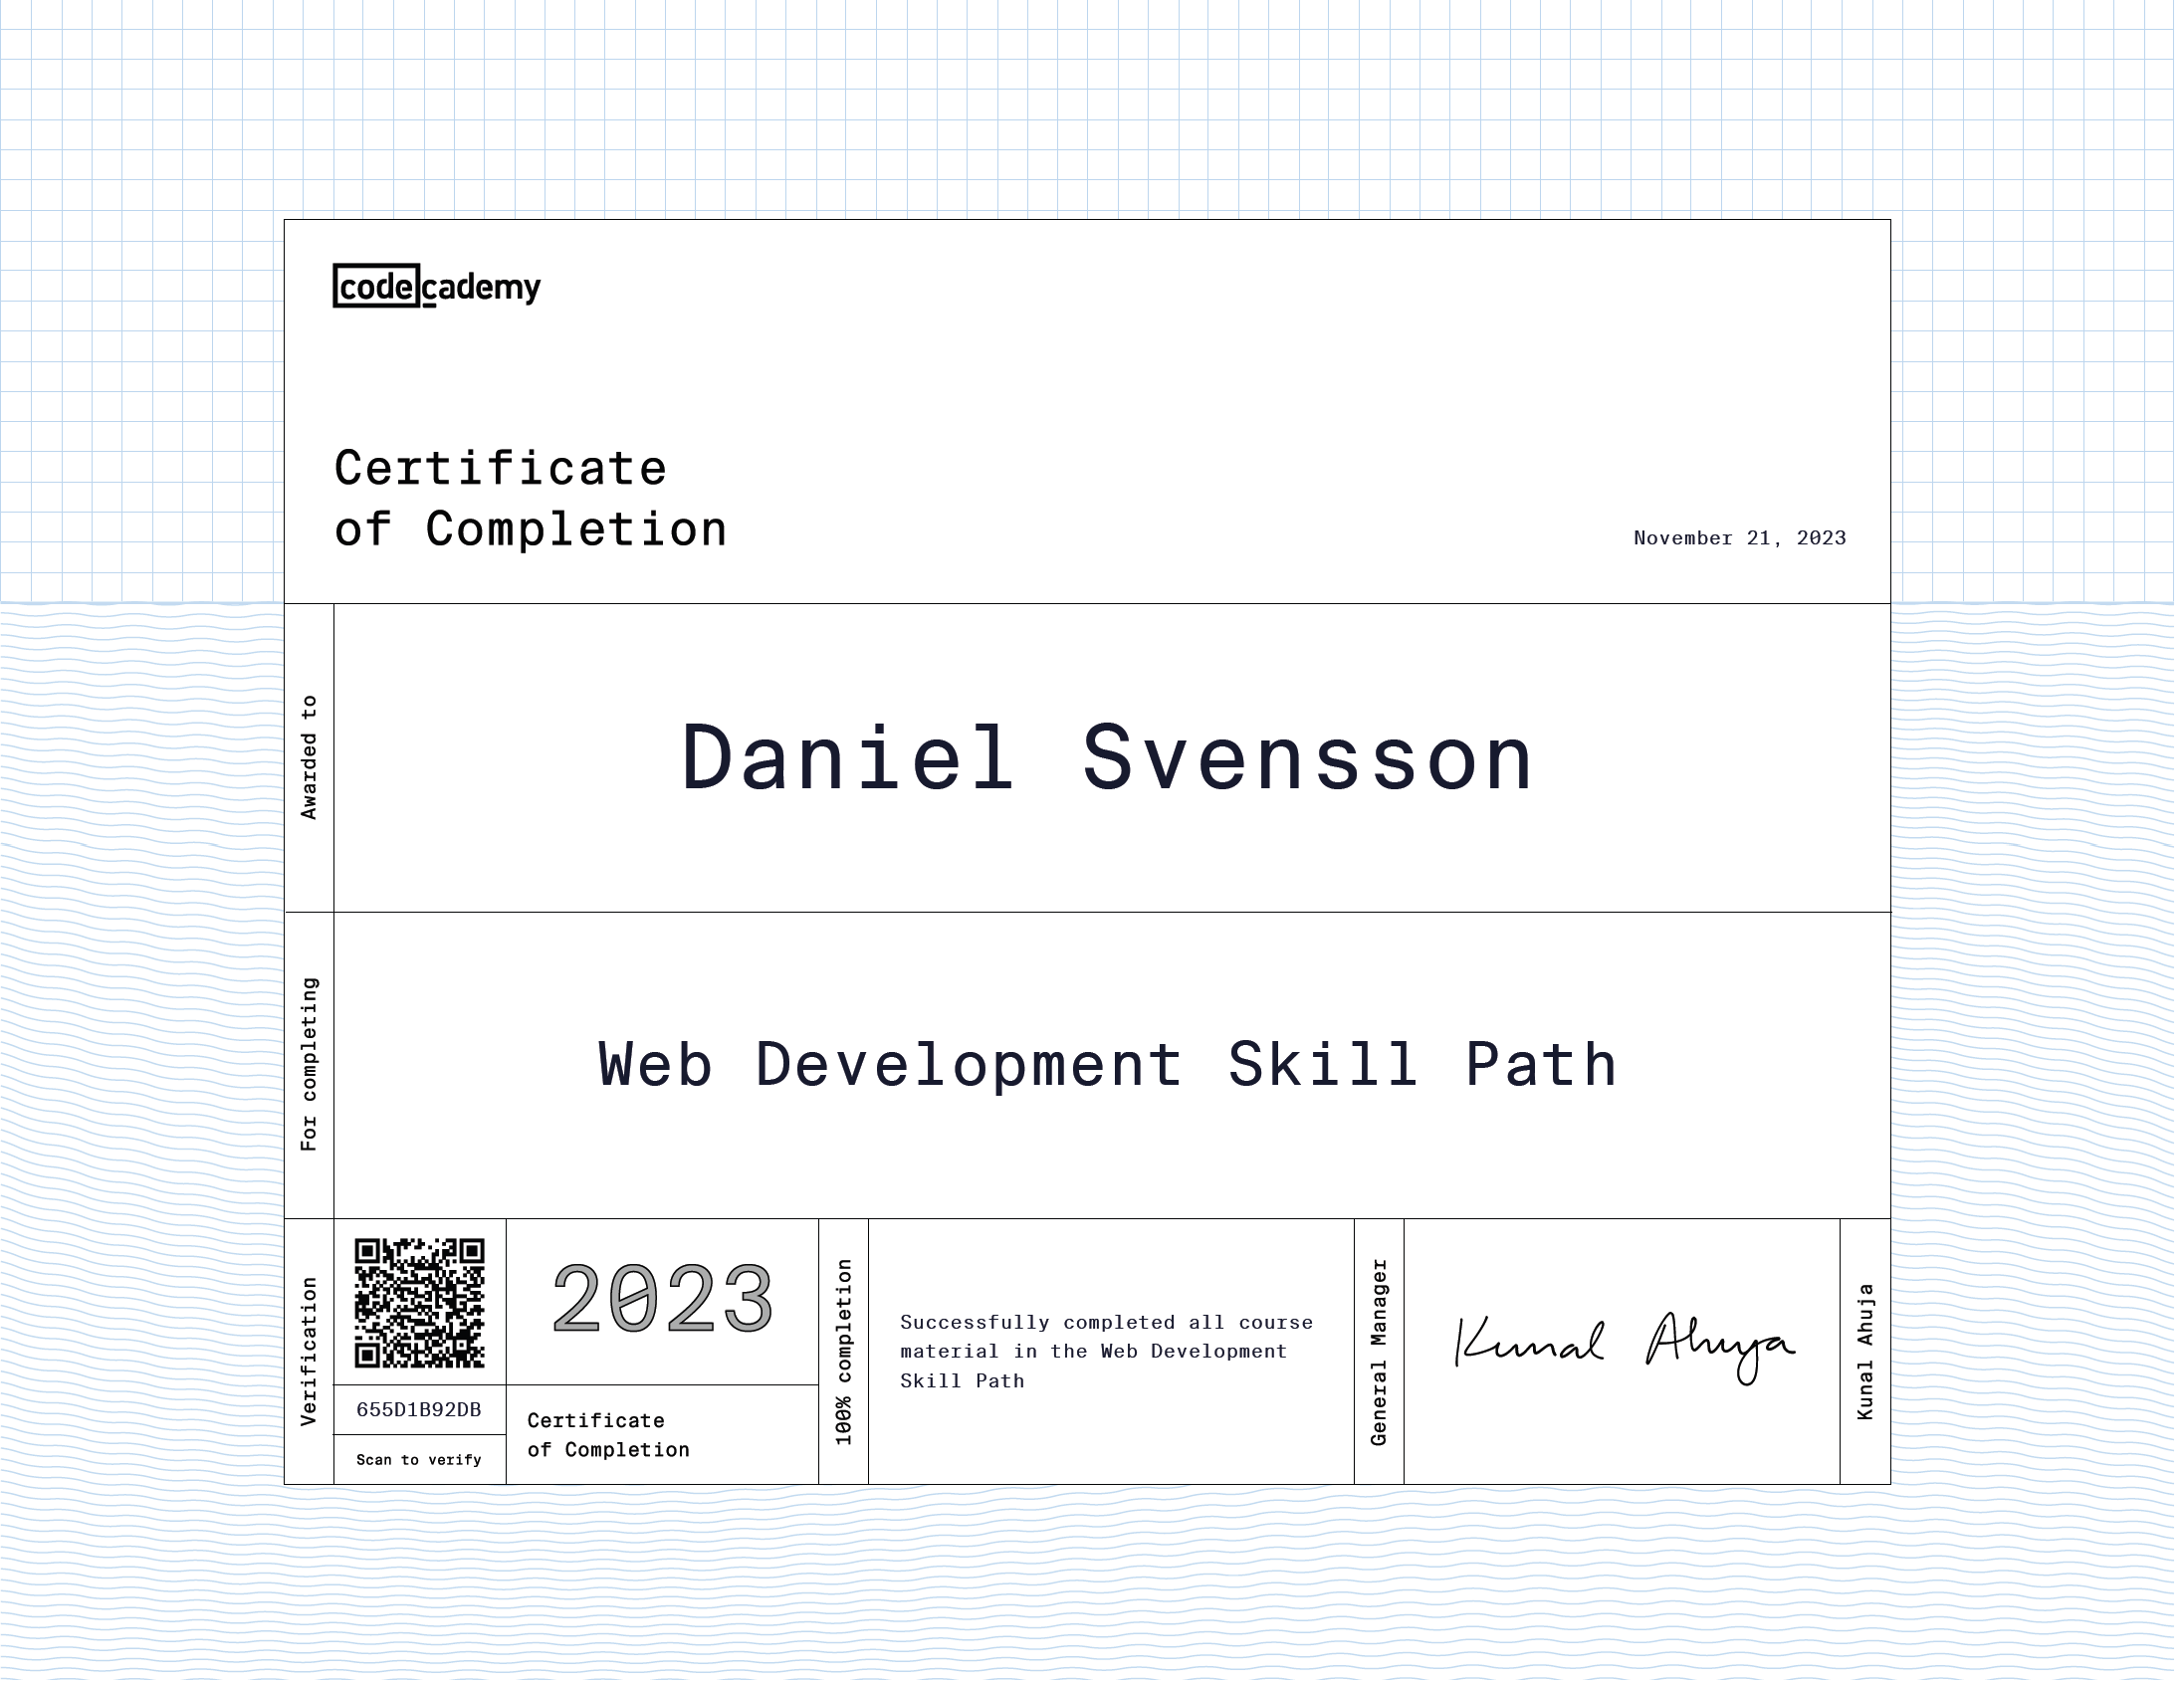 codecademy
Certificate
of Completion
November 21, 2023
Awarded to
Daniel Svensson
For completing
Web Development Skill Path
Verification
655D1B92DB
Scan to verify
2023
Certificate
of Completion
100% completion
Successfully completed all course
material in the Web Development
Skill Path
General Manager
Kunal Ahuja
Kunal Ahuja